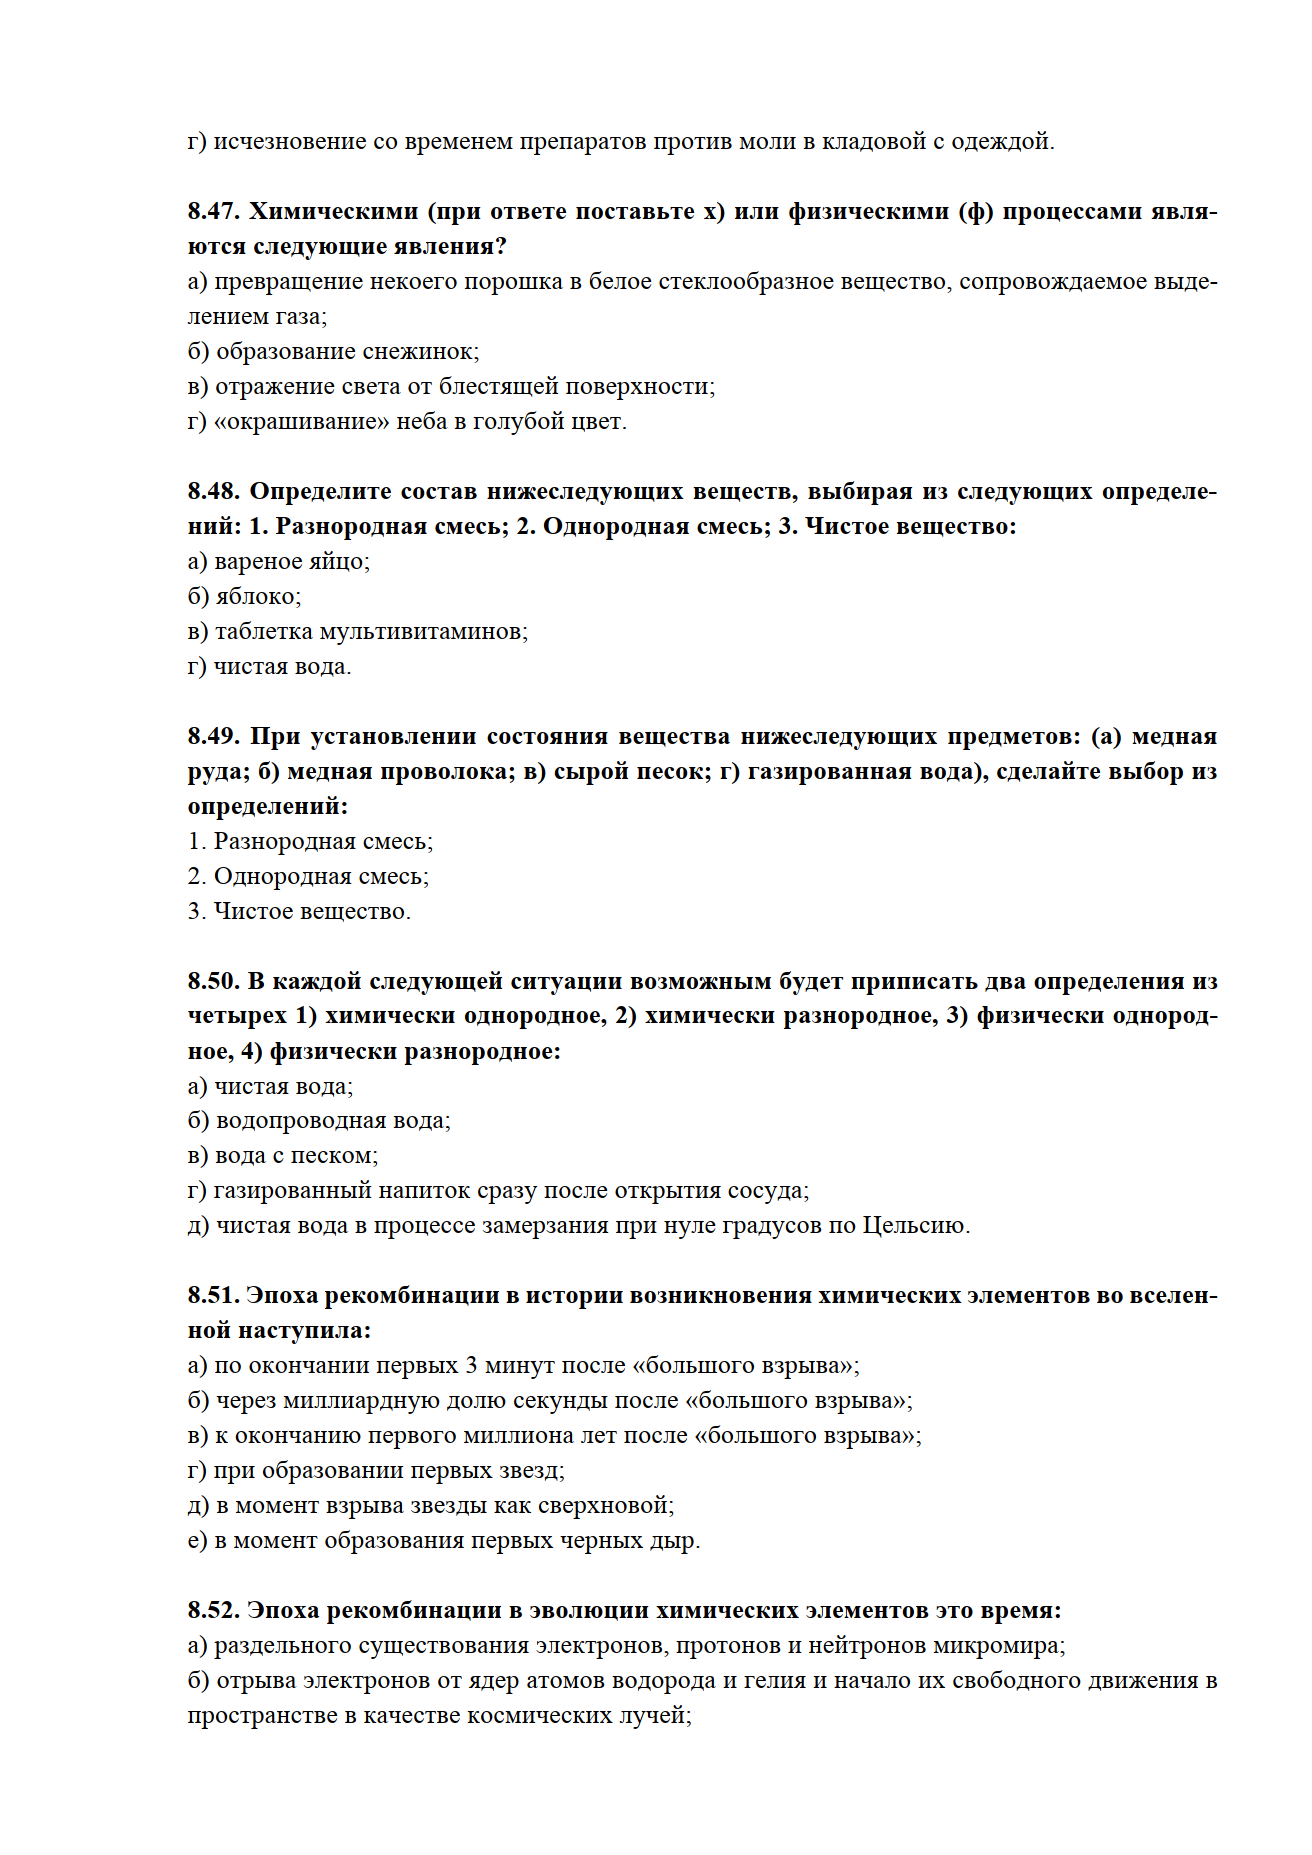 г) исчезновение со временем препаратов против моли в кладовой с одеждой.
8.47. Химическими (при ответе поставьте х) или физическими (ф) процессами явля-
ются следующие явления?
а) превращение некоего порошка в белое стеклообразное вещество, сопровождаемое выде-
лением газа;
б) образование снежинок;
в) отражение света от блестящей поверхности;
г) «окрашивание» неба в голубой цвет.
8.48. Определите состав нижеследующих веществ, выбирая из следующих определе-
ний: 1. Разнородная смесь; 2. Однородная смесь; 3. Чистое вещество:
а) вареное яйцо;
б) яблоко;
в) таблетка мультивитаминов;
г) чистая вода.
8.49. При установлении состояния вещества нижеследующих предметов: (а) медная
руда; б) медная проволока; в) сырой песок; г) газированная вода), сделайте выбор из
определений:
1. Разнородная смесь;
2. Однородная смесь;
3. Чистое вещество.
8.50. В каждой следующей ситуации возможным будет приписать два определения из
четырех 1) химически однородное, 2) химически разнородное, 3) физически однород-
ное, 4) физически разнородное:
а) чистая вода;
б) водопроводная вода;
в) вода с песком;
г) газированный напиток сразу после открытия сосуда;
д) чистая вода в процессе замерзания при нуле градусов по Цельсию.
8.51. Эпоха рекомбинации в истории возникновения химических элементов во вселен-
ной наступила:
а) по окончании первых 3 минут после «большого взрыва»;
б) через миллиардную долю секунды после «большого взрыва»;
в) к окончанию первого миллиона лет после «большого взрыва»;
г) при образовании первых звезд;
д) в момент взрыва звезды как сверхновой;
е) в момент образования первых черных дыр.
8.52. Эпоха рекомбинации в эволюции химических элементов это время:
а) раздельного существования электронов, протонов и нейтронов микромира;
б) отрыва электронов от ядер атомов водорода и гелия и начало их свободного движения в
пространстве в качестве космических лучей;